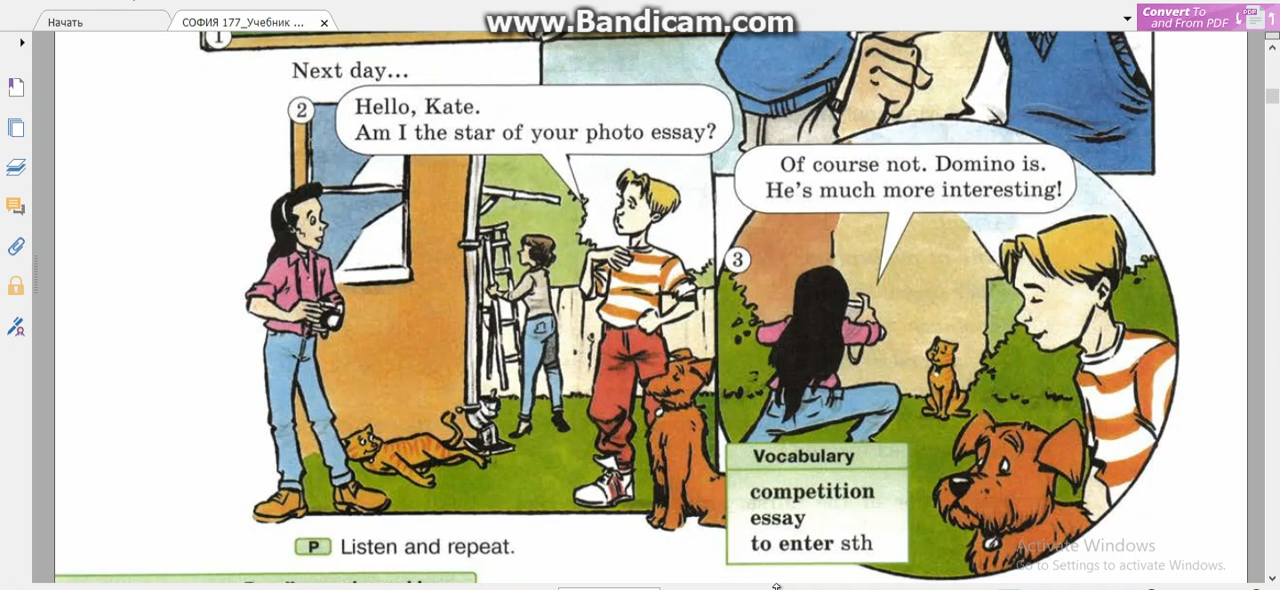 Начать
СОФИЯ 177_Учебник ...
www.Bandicam.com
Convert To
and From PDF
PDF
1
Next day...
2
Hello, Kate.
Am I the star of your photo essay?
Of course not. Domino is.
He's much more interesting!
3
Vocabulary
competition
essay
to enter sth
P Listen and repeat.
Activate Windows
Go to Settings to activate Windows.